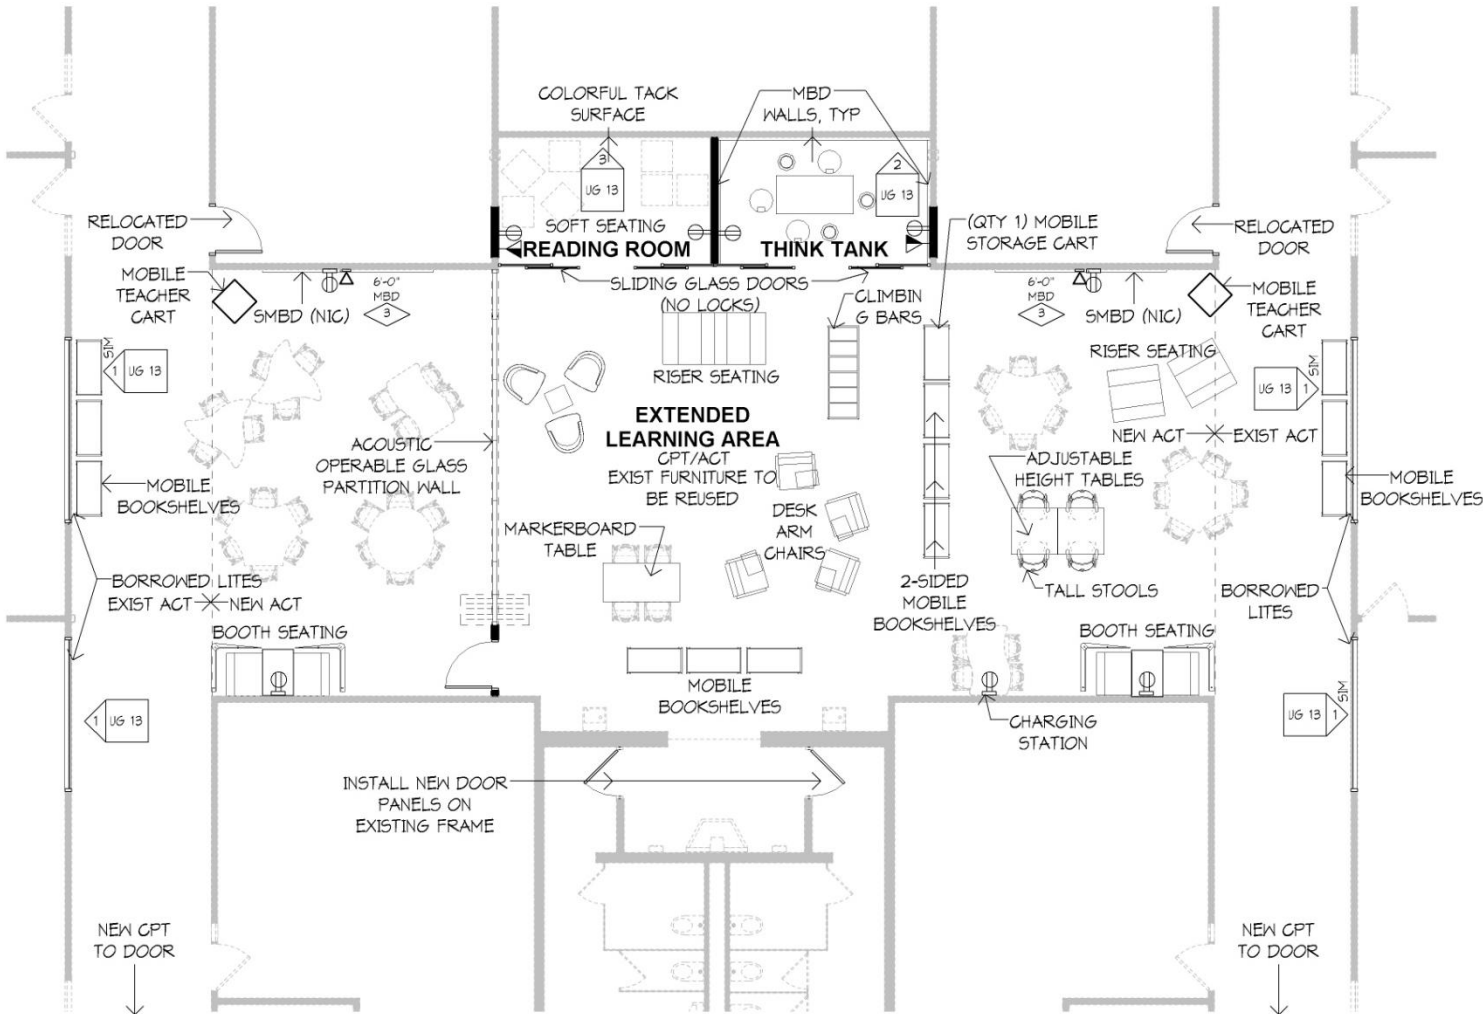 COLORFUL TACK
SURFACE
MBD
WALLS, TYP
3
UG 13
2
UG 13
SOFT SEATING
READING ROOM
THINK TANK
RELOCATED
DOOR
(QTY 1) MOBILE
STORAGE CART
RELOCATED
DOOR
MOBILE
TEACHER
CART
SMBD (NIC)
6'-0"
MBD
3
SLIDING GLASS DOORS
(NO LOCKS)
CLIMBIN
G BARS
6'-0"
MBD
3
SMBD (NIC)
MOBILE
TEACHER
CART
SIM
1 UG 13
RISER SEATING
RISER SEATING
UG 13 1
SIM
EXTENDED
LEARNING AREA
CPT/ACT
EXIST FURNITURE TO
BE REUSED
ACOUSTIC
OPERABLE GLASS
PARTITION WALL
NEW ACT
EXIST ACT
ADJUSTABLE
HEIGHT TABLES
MOBILE
BOOKSHELVES
MOBILE
BOOKSHELVES
MARKERBOARD
TABLE
DESK
ARM
CHAIRS
BORROWED LITES
EXIST ACT
NEW ACT
2-SIDED
MOBILE
BOOKSHELVES
TALL STOOLS
BORROWED
LITES
BOOTH SEATING
BOOTH SEATING
MOBILE
BOOKSHELVES
1 UG 13
CHARGING
STATION
UG 13 1
SIM
INSTALL NEW DOOR
PANELS ON
EXISTING FRAME
NEW CPT
TO DOOR
NEW CPT
TO DOOR